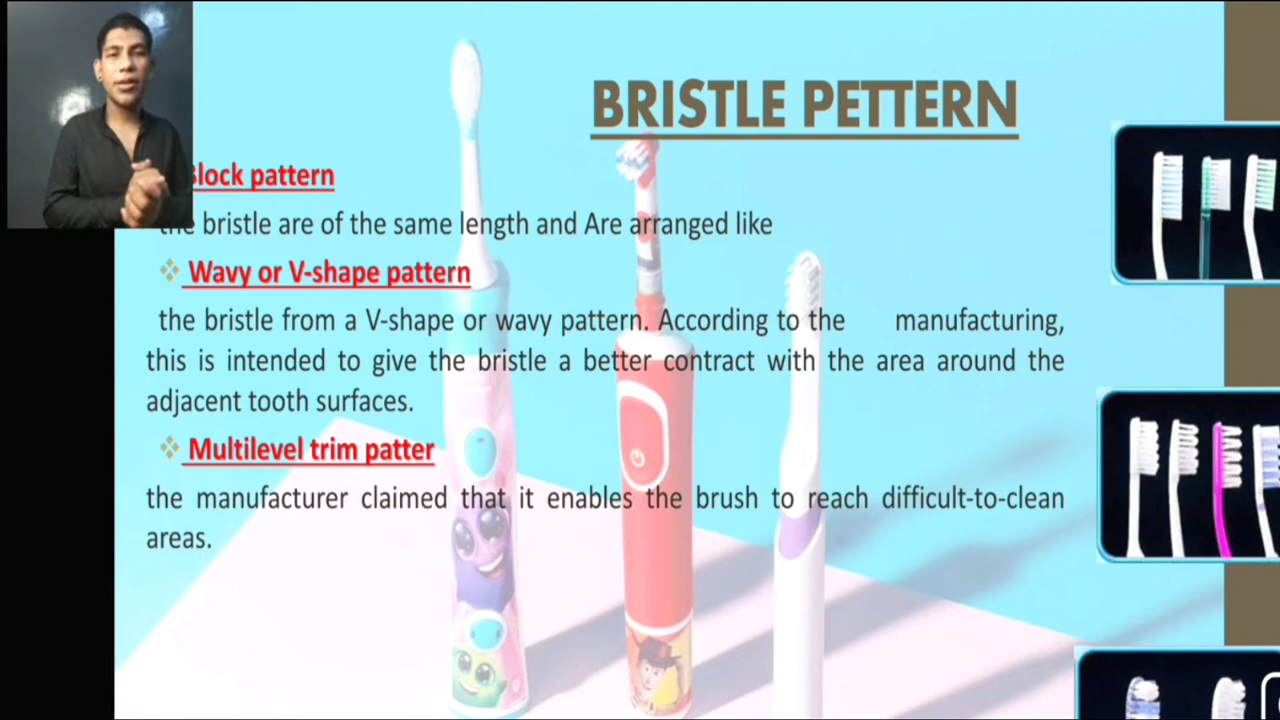 BRISTLE PETTERN
Block pattern
the bristle are of the same length and Are arranged like
Wavy or V-shape pattern
the bristle from a V-shape or wavy pattern. According to the manufacturing,
this is intended to give the bristle a better contract with the area around the
adjacent tooth surfaces.
Multilevel trim patter
the manufacturer claimed that it enables the brush to reach difficult-to-clean
areas.